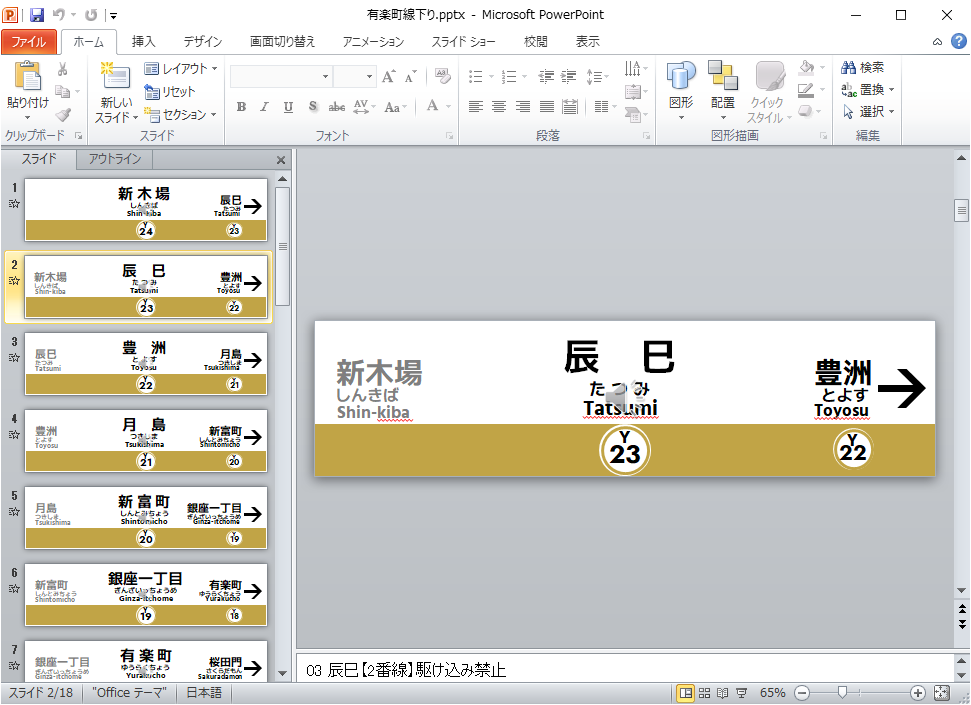 有楽町線下り.pptx - Microsoft PowerPoint
ファイル ホーム 挿入 デザイン 画面切り替え アニメーション スライド ショー 校閲 表示
貼り付け
クリップボード
新しい
スライド
レイアウト
リセット
セクション
スライド
B I U S abc AV Aa A
フォント
段落
図形
配置
クイック
スタイル
図形描画
検索
置換
選択
編集
スライド アウトライン
1
新木場
しんきば
Shin-kiba
辰巳
たつみ
Tatsumi
Y
24
Y
23
2
新木場
しんきば
Shin-kiba
辰 巳
たつみ
Tatsumi
豊洲
とよす
Toyosu
Y
23
Y
22
3
辰巳
たつみ
Tatsumi
豊 洲
とよす
Toyosu
月島
つきしま
Tsukishima
Y
22
Y
21
4
豊洲
とよす
Toyosu
月 島
つきしま
Tsukishima
新富町
しんとみちょう
Shintomicho
Y
21
Y
20
5
月島
つきしま
Tsukishima
新富町
しんとみちょう
Shintomicho
銀座一丁目
ぎんざいっちょうめ
Ginza-itchome
Y
20
Y
19
6
新富町
しんとみちょう
Shintomicho
銀座一丁目
ぎんざいっちょうめ
Ginza-itchome
有楽町
ゆうらくちょう
Yurakucho
Y
19
Y
18
7
銀座一丁目
ぎんざいっちょうめ
Ginza-itchome
有楽町
ゆうらくちょう
Yurakucho
桜田門
さくらだもん
Sakuradamon
新木場
しんきば
Shin-kiba
辰 巳
たつみ
Tatsumi
豊洲
とよす
Toyosu
Y
23
Y
22
03 辰巳【2番線】駆け込み禁止
スライド 2/18 "Office テーマ" 日本語 65%